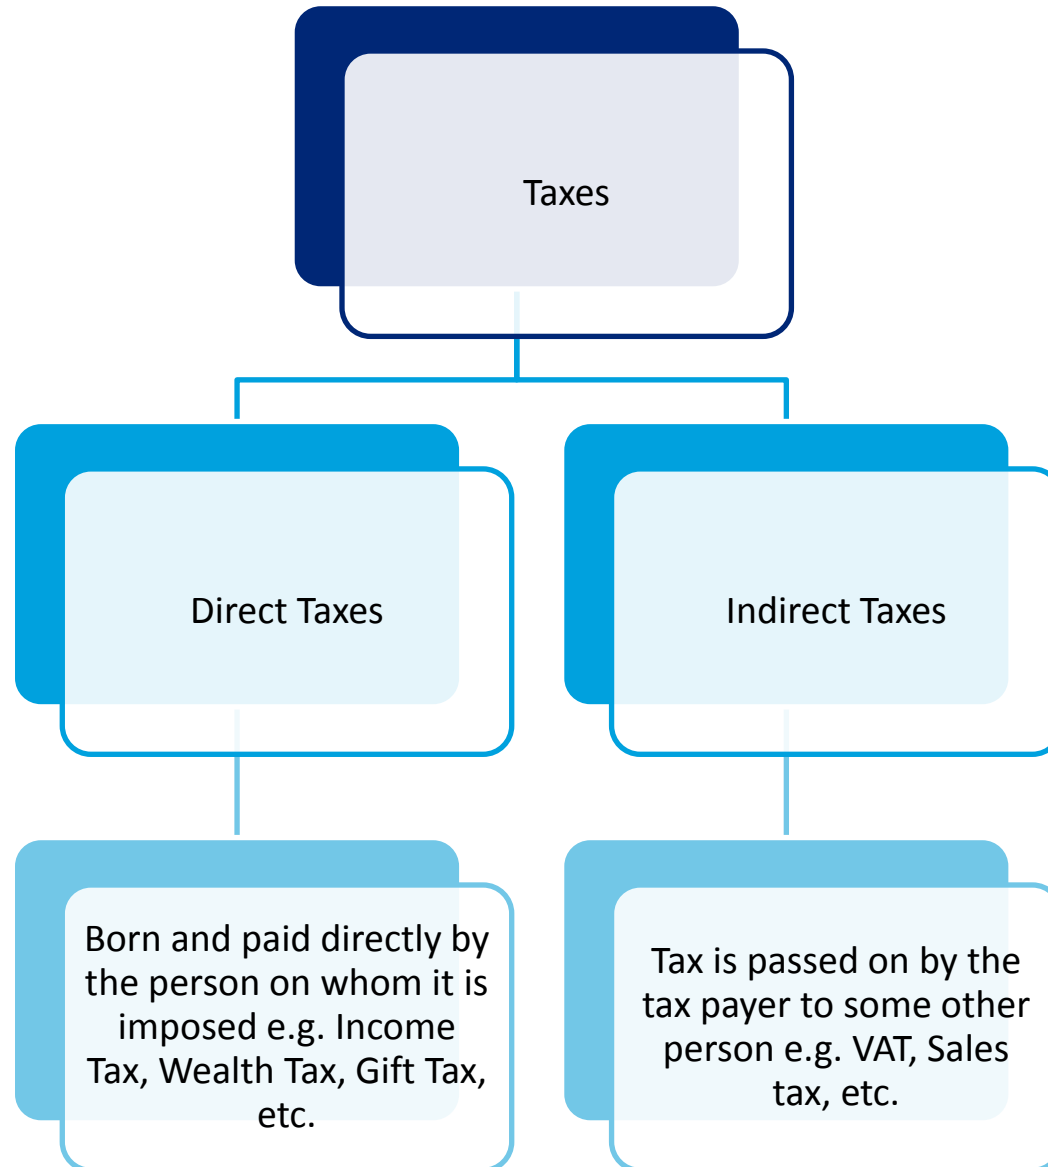 Taxes
Direct Taxes
Indirect Taxes
Born and paid directly by
the person on whom it is
imposed e.g. Income
Tax, Wealth Tax, Gift Tax,
etc.
Tax is passed on by the
tax payer to some other
person e.g. VAT, Sales
tax, etc.